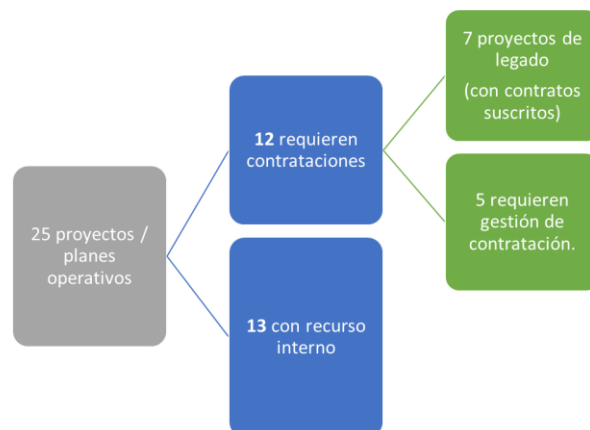 25 proyectos /
planes
operativos
12 requieren
contrataciones
13 con recurso
interno
7 proyectos de
legado
(con contratos
suscritos)
5 requieren
gestión de
contratación.